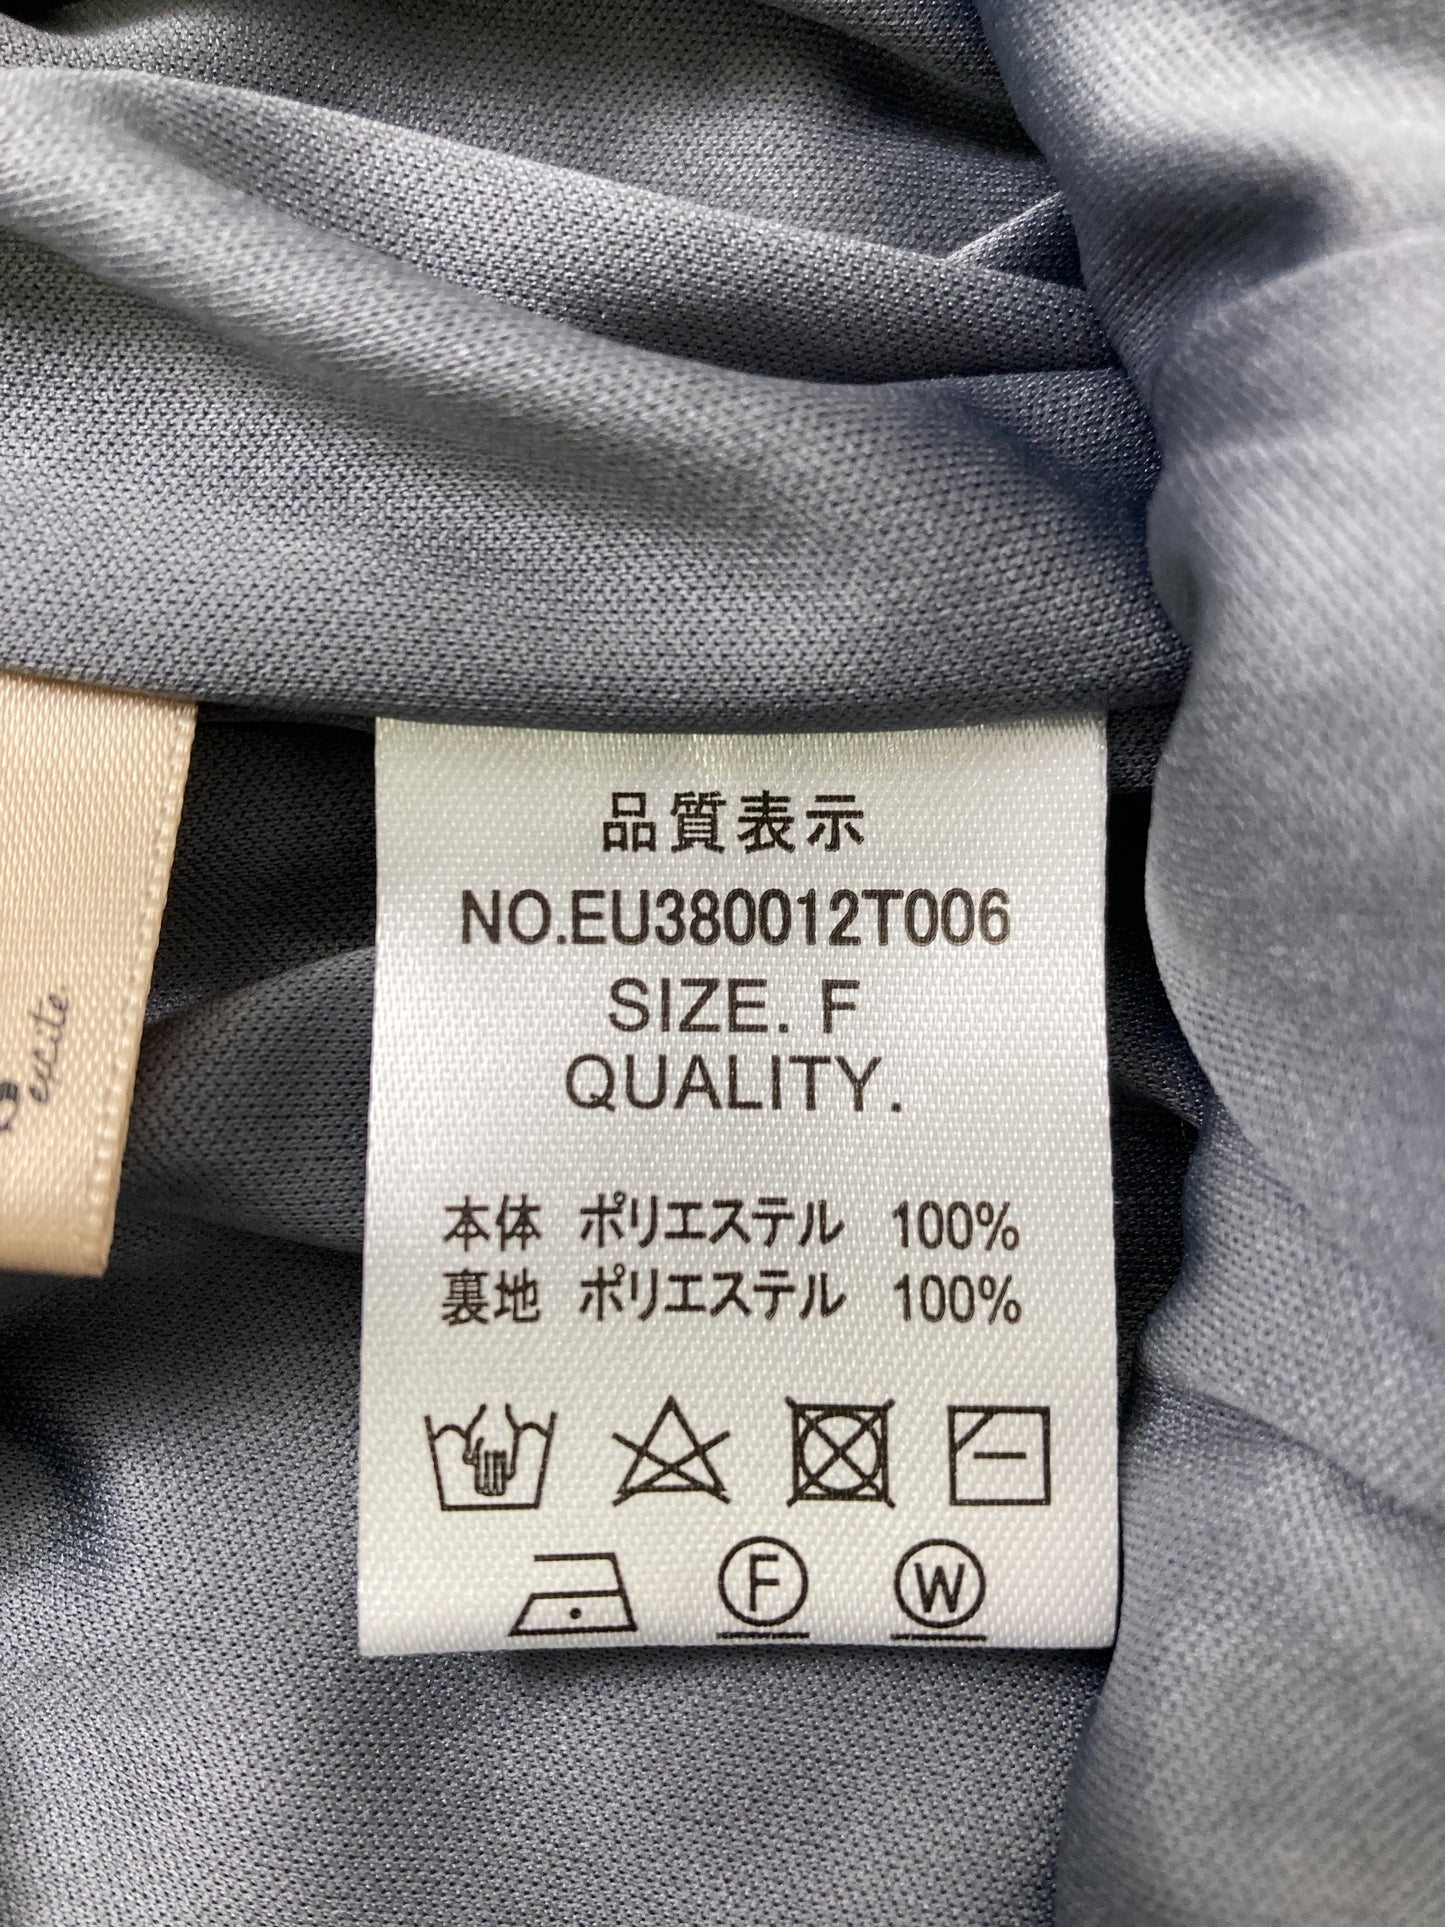 品質表示
NO.EU380012T006
SIZE. F
QUALITY.
本体 ポリエステル 100%
裏地 ポリエステル 100%
F W
excite